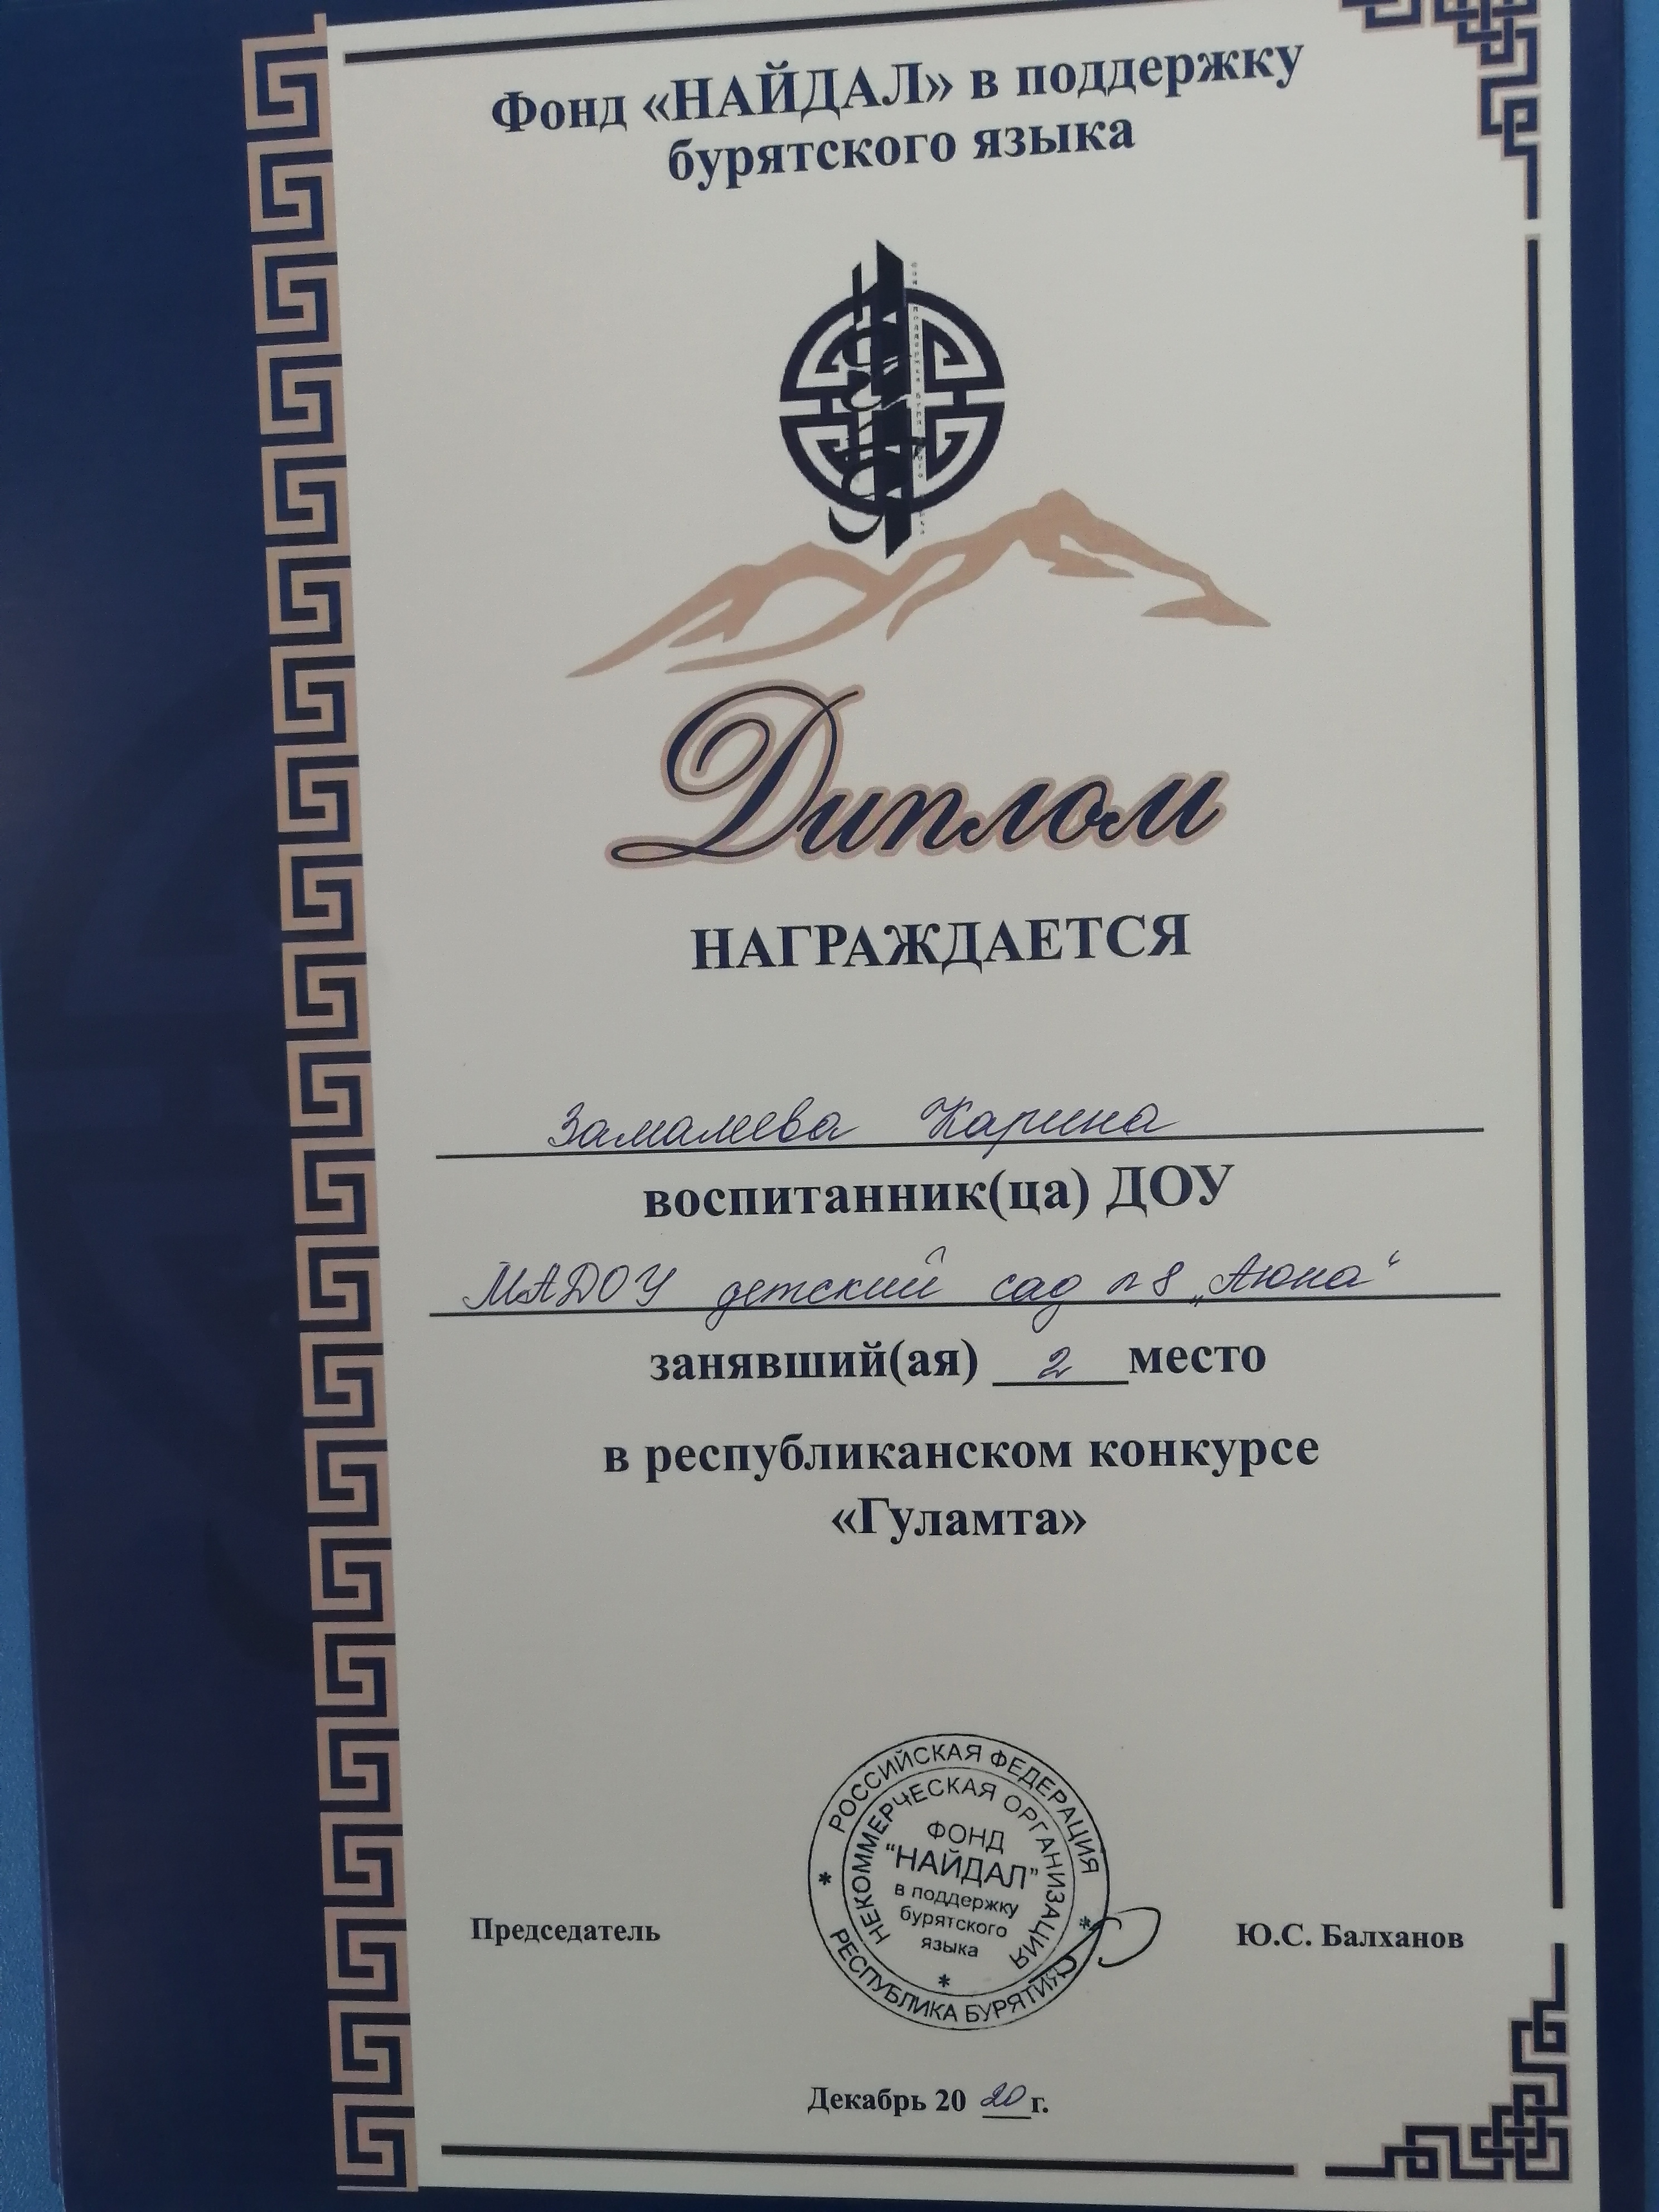 Фонд «НАЙДАЛ» в поддержку
бурятского языка
Диплом
НАГРАЖДАЕТСЯ
Замалеева Карина
воспитанник(ца) ДОУ
МАДОУ детский сад n 8 „Аюна“
занявший(ая) 2 место
в республиканском конкурсе
«Гуламта»
РОССИЙСКАЯ ФЕДЕРАЦИЯ
НЕКОММЕРЧЕСКАЯ ОРГАНИЗАЦИЯ
ФОНД
"НАЙДАЛ"
в поддержку
бурятского
языка
РЕСПУБЛИКА БУРЯТИЯ
Председатель
Ю.С. Балханов
Декабрь 20 20 г.